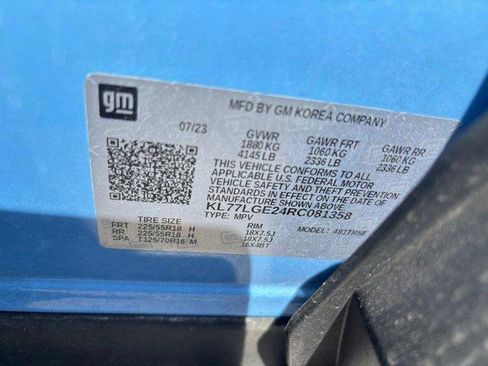 gm
MFD BY GM KOREA COMPANY
07/23 GVWR GAWR FRT GAWR RR
1880 KG 1060 KG 1060 KG
4145 LB 2336 LB 2336 LB
THIS VEHICLE CONFORMS TO ALL
APPLICABLE U.S. FEDERAL MOTOR
VEHICLE SAFETY AND THEFT PREVENTION
STANDARDS IN EFFECT ON THE DATE OF
MANUFACTURE SHOWN ABOVE.
KL77LGE24RC081358
TYPE: MPV MODEL:
TIRE SIZE RIM
FRT 225/55R18 H 18X7.5J
RR 225/55R18 H 18X7.5J
SPA T125/70R16 M 16X4BT